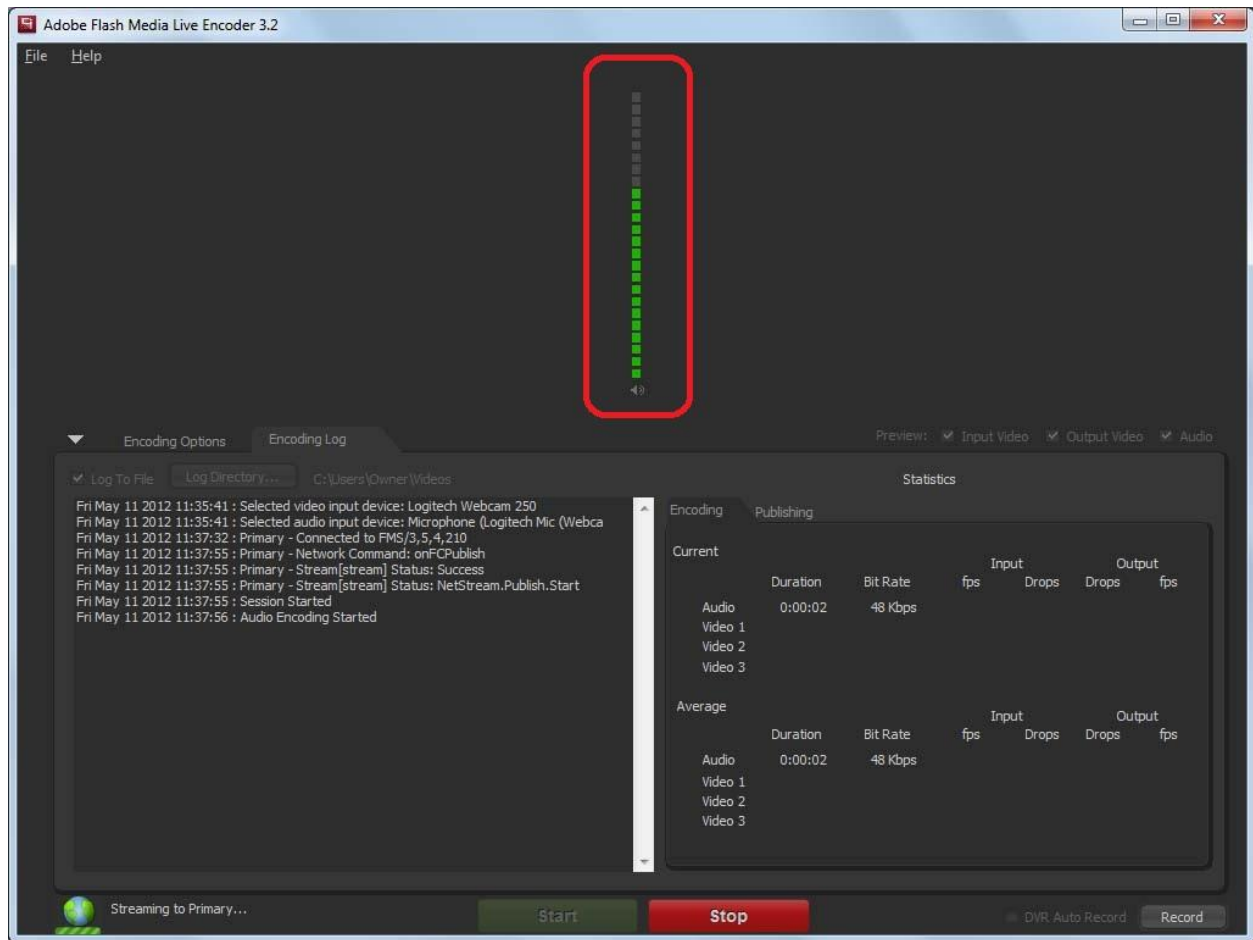 Adobe Flash Media Live Encoder 3.2
File Help
Encoding Options Encoding Log Preview: Input Video Output Video Audio
Log To File Log Directory... C:\Users\Owner\Videos Statistics
Fri May 11 2012 11:35:41 : Selected video input device: Logitech Webcam 250
Fri May 11 2012 11:35:41 : Selected audio input device: Microphone (Logitech Mic (Webca
Fri May 11 2012 11:37:32 : Primary - Connected to FMS/3,5,4,210
Fri May 11 2012 11:37:55 : Primary - Network Command: onFCPublish
Fri May 11 2012 11:37:55 : Primary - Stream[stream] Status: Success
Fri May 11 2012 11:37:55 : Primary - Stream[stream] Status: NetStream.Publish.Start
Fri May 11 2012 11:37:55 : Session Started
Fri May 11 2012 11:37:56 : Audio Encoding Started
Encoding Publishing
Current
Input Output
Duration Bit Rate fps Drops Drops fps
Audio 0:00:02 48 Kbps
Video 1
Video 2
Video 3
Average
Input Output
Duration Bit Rate fps Drops Drops fps
Audio 0:00:02 48 Kbps
Video 1
Video 2
Video 3
Streaming to Primary... Start Stop DVR Auto Record Record